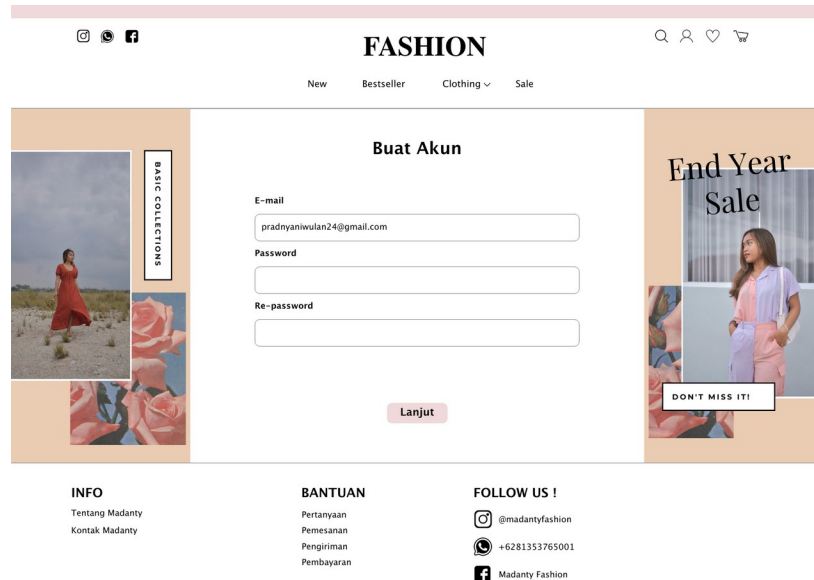 FASHION
New
Bestseller
Clothing
Sale
BASIC COLLECTIONS
Buat Akun
E-mail
pradnyaniwulan24@gmail.com
Password
Re-password
Lanjut
End Year
Sale
DON'T MISS IT!
INFO
Tentang Madanty
Kontak Madanty
BANTUAN
Pertanyaan
Pemesanan
Pengiriman
Pembayaran
FOLLOW US !
@madantyfashion
+6281353765001
Madanty Fashion